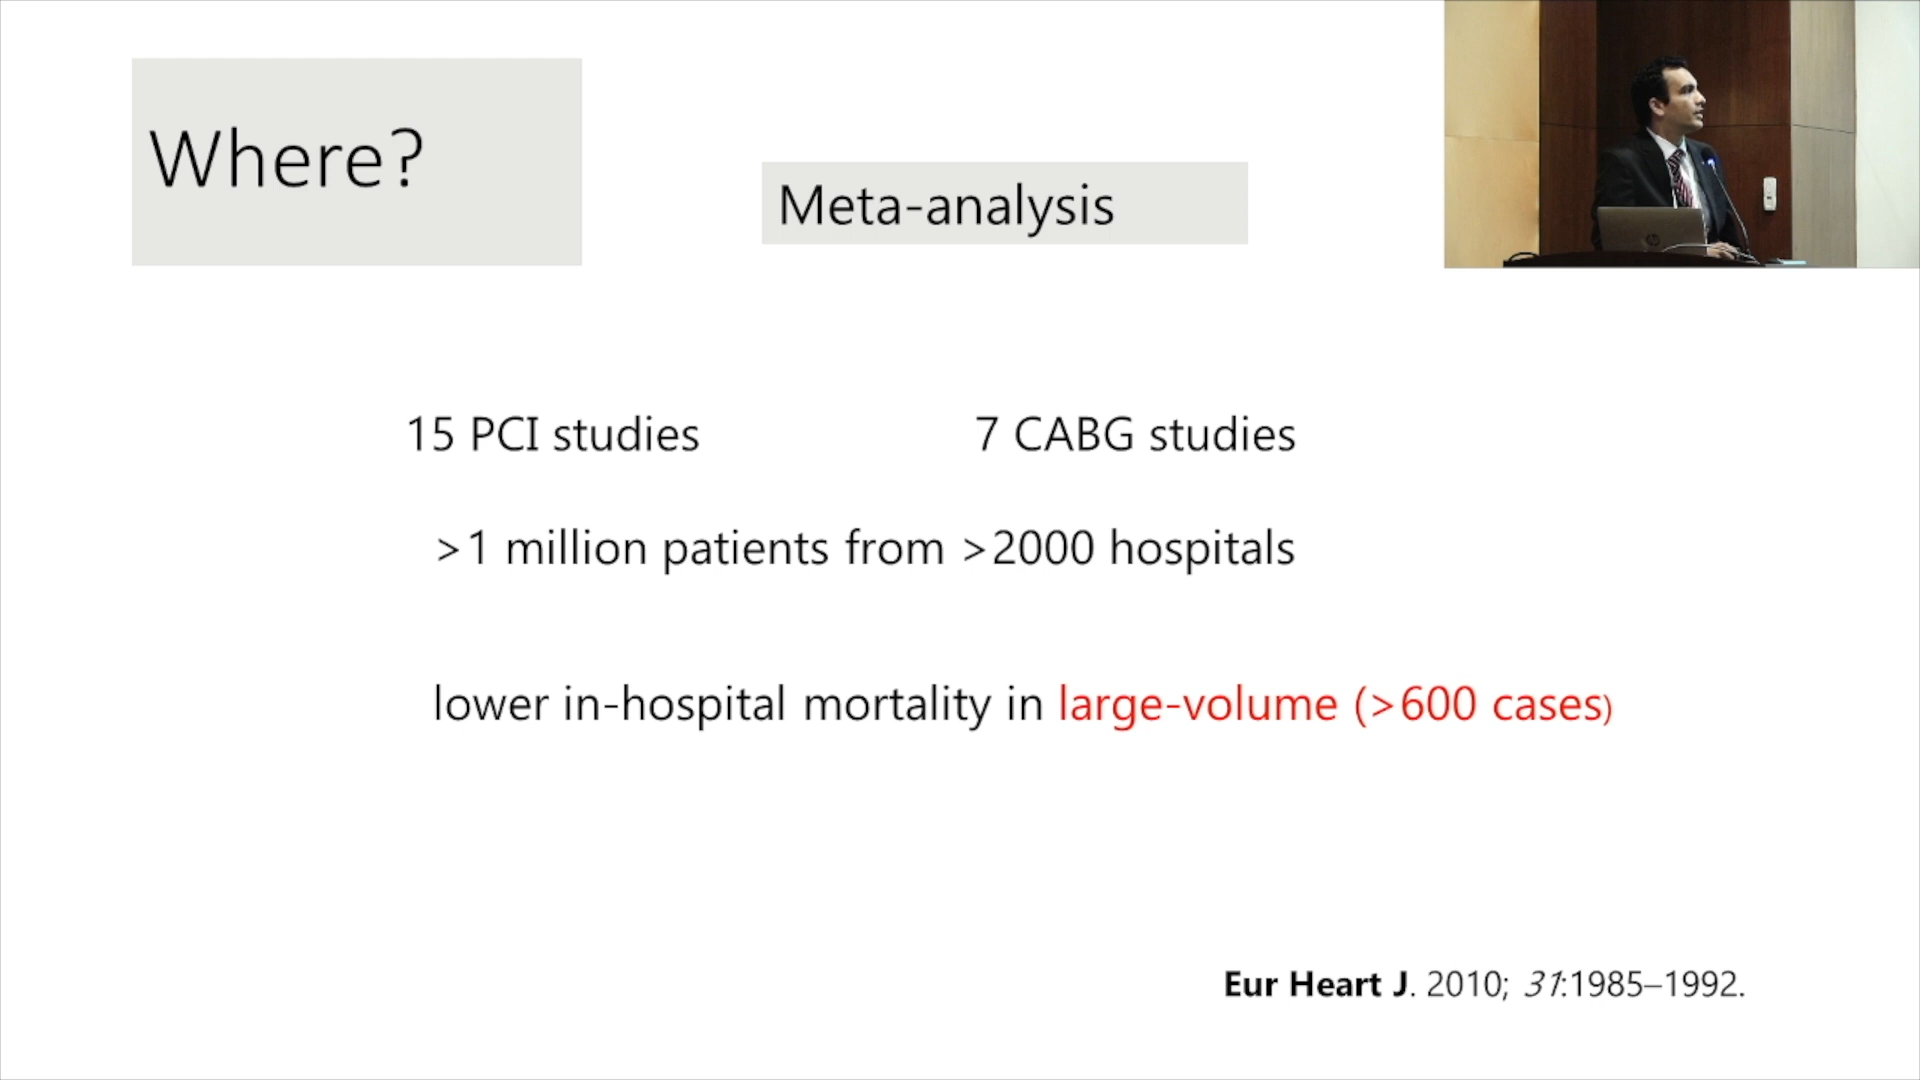 Where?
Meta-analysis
15 PCI studies 7 CABG studies
>1 million patients from >2000 hospitals
lower in-hospital mortality in large-volume (>600 cases)
Eur Heart J. 2010; 31:1985–1992.